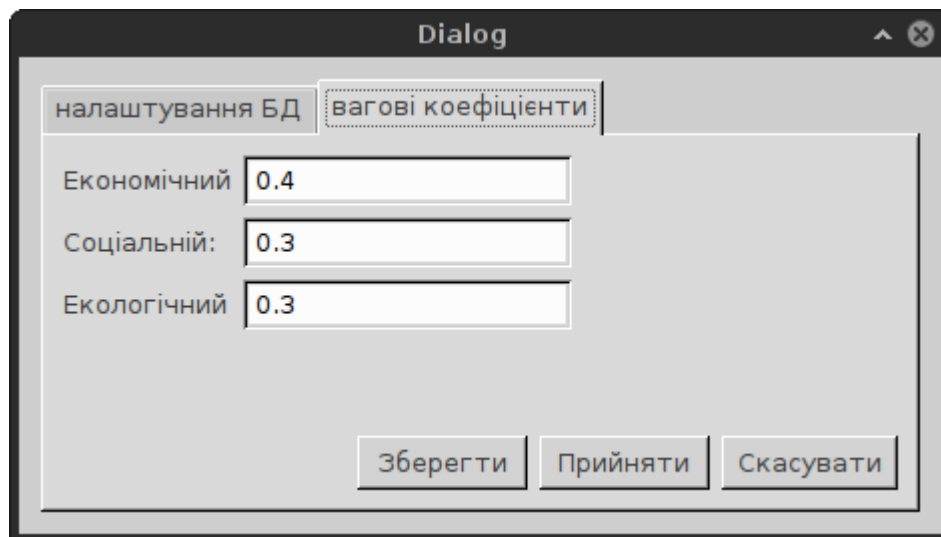 Dialog
налаштування БД вагові коефіцієнти
Економічний 0.4
Соціальній: 0.3
Екологічний 0.3
Зберегти Прийняти Скасувати